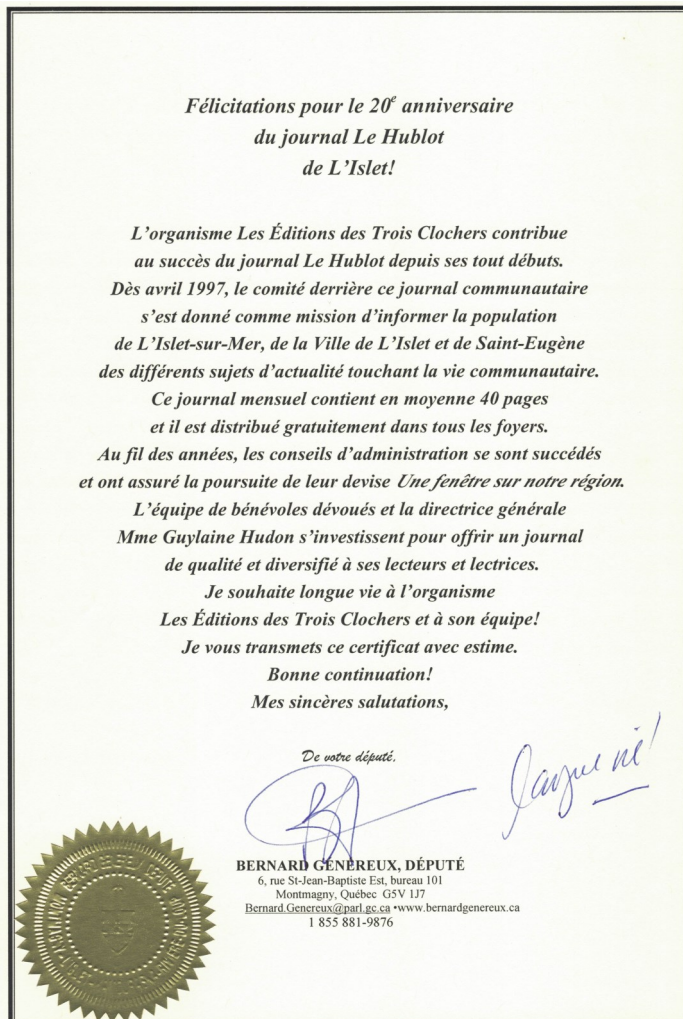 Félicitations pour le 20e anniversaire
du journal Le Hublot
de L'Islet!
L'organisme Les Éditions des Trois Clochers contribue
au succès du journal Le Hublot depuis ses tout débuts.
Dès avril 1997, le comité derrière ce journal communautaire
s'est donné comme mission d'informer la population
de L'Islet-sur-Mer, de la Ville de L'Islet et de Saint-Eugène
des différents sujets d'actualité touchant la vie communautaire.
Ce journal mensuel contient en moyenne 40 pages
et il est distribué gratuitement dans tous les foyers.
Au fil des années, les conseils d'administration se sont succédés
et ont assuré la poursuite de leur devise Une fenêtre sur notre région.
L'équipe de bénévoles dévoués et la directrice générale
Mme Guylaine Hudon s'investissent pour offrir un journal
de qualité et diversifié à ses lecteurs et lectrices.
Je souhaite longue vie à l'organisme
Les Éditions des Trois Clochers et à son équipe!
Je vous transmets ce certificat avec estime.
Bonne continuation!
Mes sincères salutations,
De votre député,
Longue vie!
BERNARD GÉNÉREUX, DÉPUTÉ
6, rue St-Jean-Baptiste Est, bureau 101
Montmagny, Québec G5V 1J7
Bernard.Genereux@parl.gc.ca •www.bernardgenereux.ca
1 855 881-9876